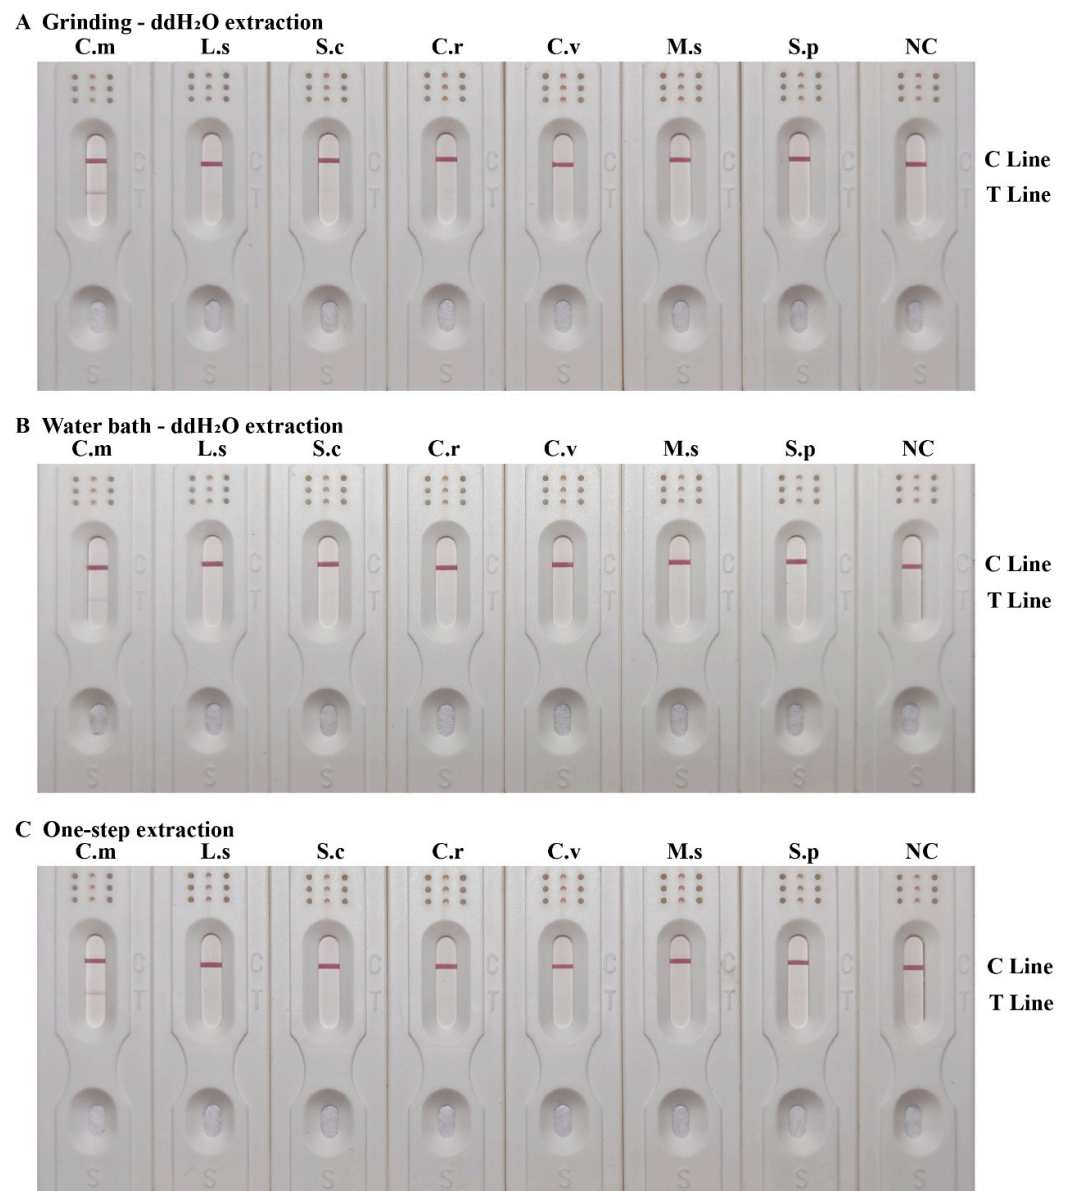 A Grinding - ddH₂O extraction
C.m L.s S.c C.r C.v M.s S.p NC
C C C C C C C C C Line
T T T T T T T T T Line
S S S S S S S S
B Water bath - ddH₂O extraction
C.m L.s S.c C.r C.v M.s S.p NC
C C C C C C C C C Line
T T T T T T T T T Line
S S S S S S S S
C One-step extraction
C.m L.s S.c C.r C.v M.s S.p NC
C C C C C C C C C Line
T T T T T T T T T Line
S S S S S S S S